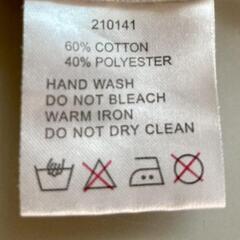 210141
60% COTTON
40% POLYESTER
HAND WASH
DO NOT BLEACH
WARM IRON
DO NOT DRY CLEAN